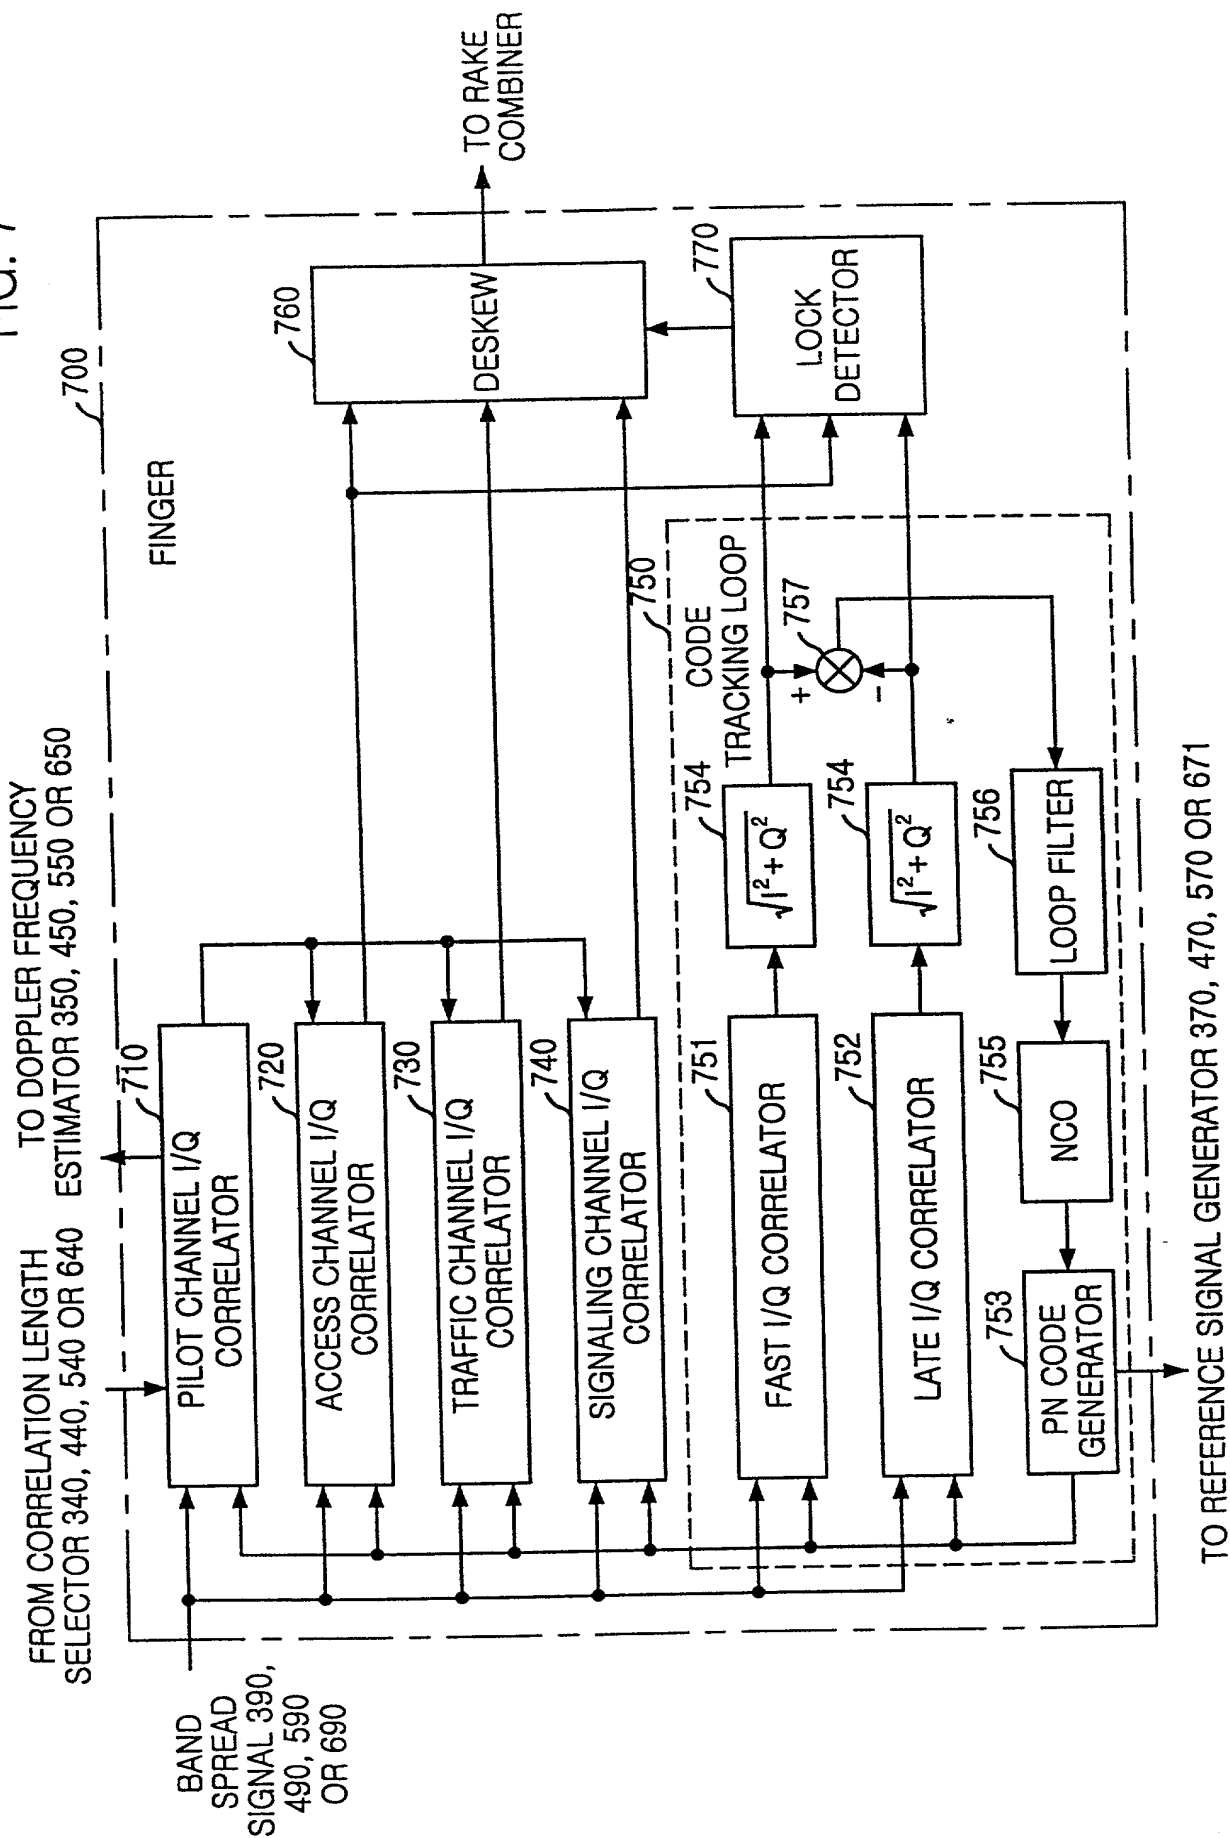 FIG. 7
FROM CORRELATION LENGTH
SELECTOR 340, 440, 540 OR 640
TO DOPPLER FREQUENCY
ESTIMATOR 350, 450, 550 OR 650
700
FINGER
BAND
SPREAD
SIGNAL 390,
490, 590
OR 690
710
PILOT CHANNEL I/Q
CORRELATOR
720
ACCESS CHANNEL I/Q
CORRELATOR
730
TRAFFIC CHANNEL I/Q
CORRELATOR
740
SIGNALING CHANNEL I/Q
CORRELATOR
760
DESKEW
TO RAKE
COMBINER
770
LOCK
DETECTOR
750
CODE
TRACKING LOOP
751
FAST I/Q CORRELATOR
754
√I²+Q²
757
+
-
752
LATE I/Q CORRELATOR
754
√I²+Q²
753
PN CODE
GENERATOR
755
NCO
756
LOOP FILTER
TO REFERENCE SIGNAL GENERATOR 370, 470, 570 OR 671